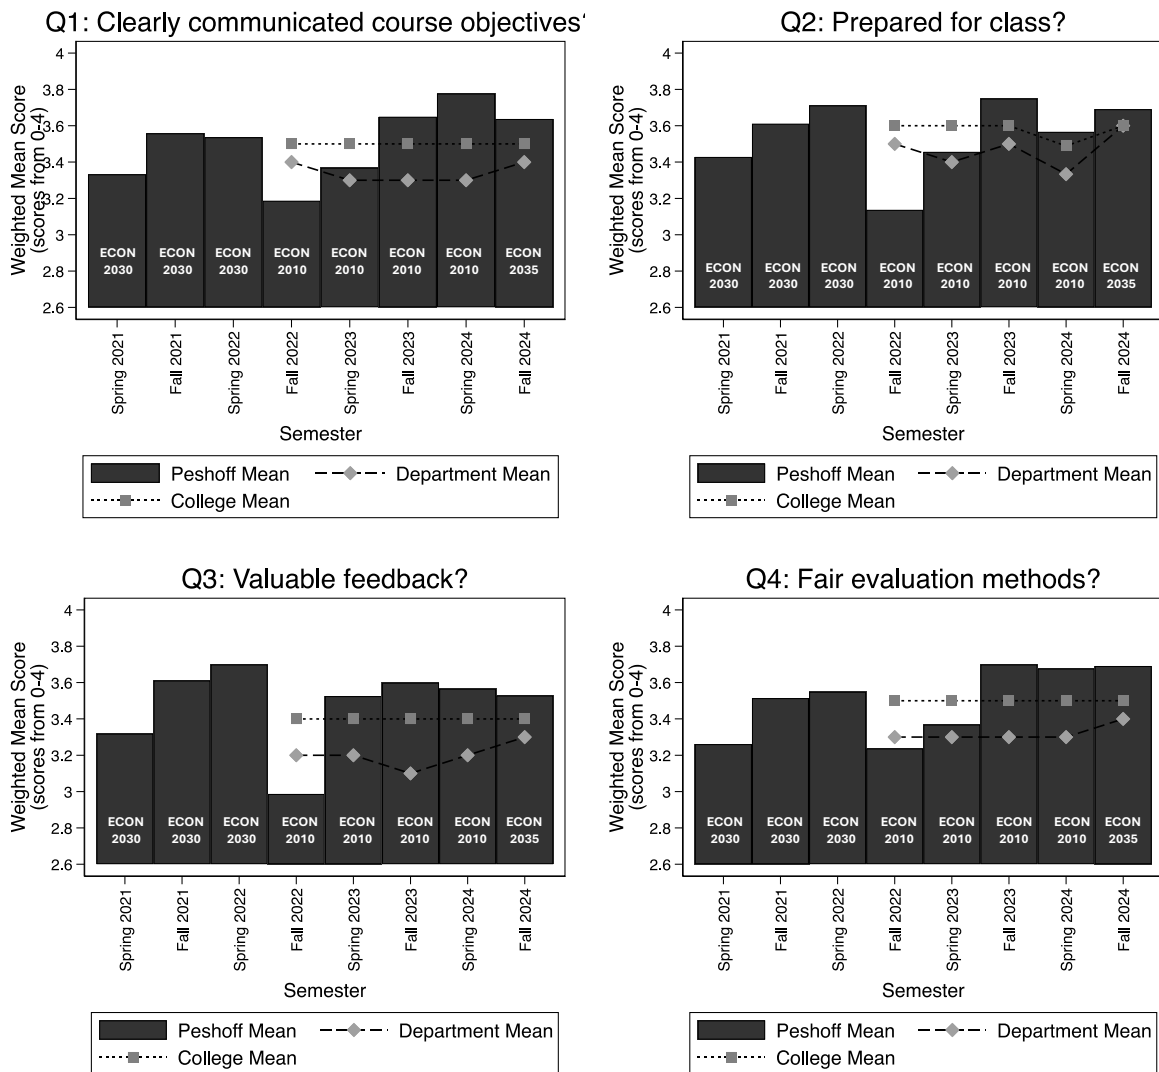 Q1: Clearly communicated course objectives?
Weighted Mean Score
(scores from 0-4)
4
3.8
3.6
3.4
3.2
3
2.8
2.6
ECON
2030
ECON
2030
ECON
2030
ECON
2010
ECON
2010
ECON
2010
ECON
2010
ECON
2035
Spring 2021
Fall 2021
Spring 2022
Fall 2022
Spring 2023
Fall 2023
Spring 2024
Fall 2024
Semester
Peshoff Mean
Department Mean
College Mean
Q2: Prepared for class?
Weighted Mean Score
(scores from 0-4)
4
3.8
3.6
3.4
3.2
3
2.8
2.6
ECON
2030
ECON
2030
ECON
2030
ECON
2010
ECON
2010
ECON
2010
ECON
2010
ECON
2035
Spring 2021
Fall 2021
Spring 2022
Fall 2022
Spring 2023
Fall 2023
Spring 2024
Fall 2024
Semester
Peshoff Mean
Department Mean
College Mean
Q3: Valuable feedback?
Weighted Mean Score
(scores from 0-4)
4
3.8
3.6
3.4
3.2
3
2.8
2.6
ECON
2030
ECON
2030
ECON
2030
ECON
2010
ECON
2010
ECON
2010
ECON
2010
ECON
2035
Spring 2021
Fall 2021
Spring 2022
Fall 2022
Spring 2023
Fall 2023
Spring 2024
Fall 2024
Semester
Peshoff Mean
Department Mean
College Mean
Q4: Fair evaluation methods?
Weighted Mean Score
(scores from 0-4)
4
3.8
3.6
3.4
3.2
3
2.8
2.6
ECON
2030
ECON
2030
ECON
2030
ECON
2010
ECON
2010
ECON
2010
ECON
2010
ECON
2035
Spring 2021
Fall 2021
Spring 2022
Fall 2022
Spring 2023
Fall 2023
Spring 2024
Fall 2024
Semester
Peshoff Mean
Department Mean
College Mean